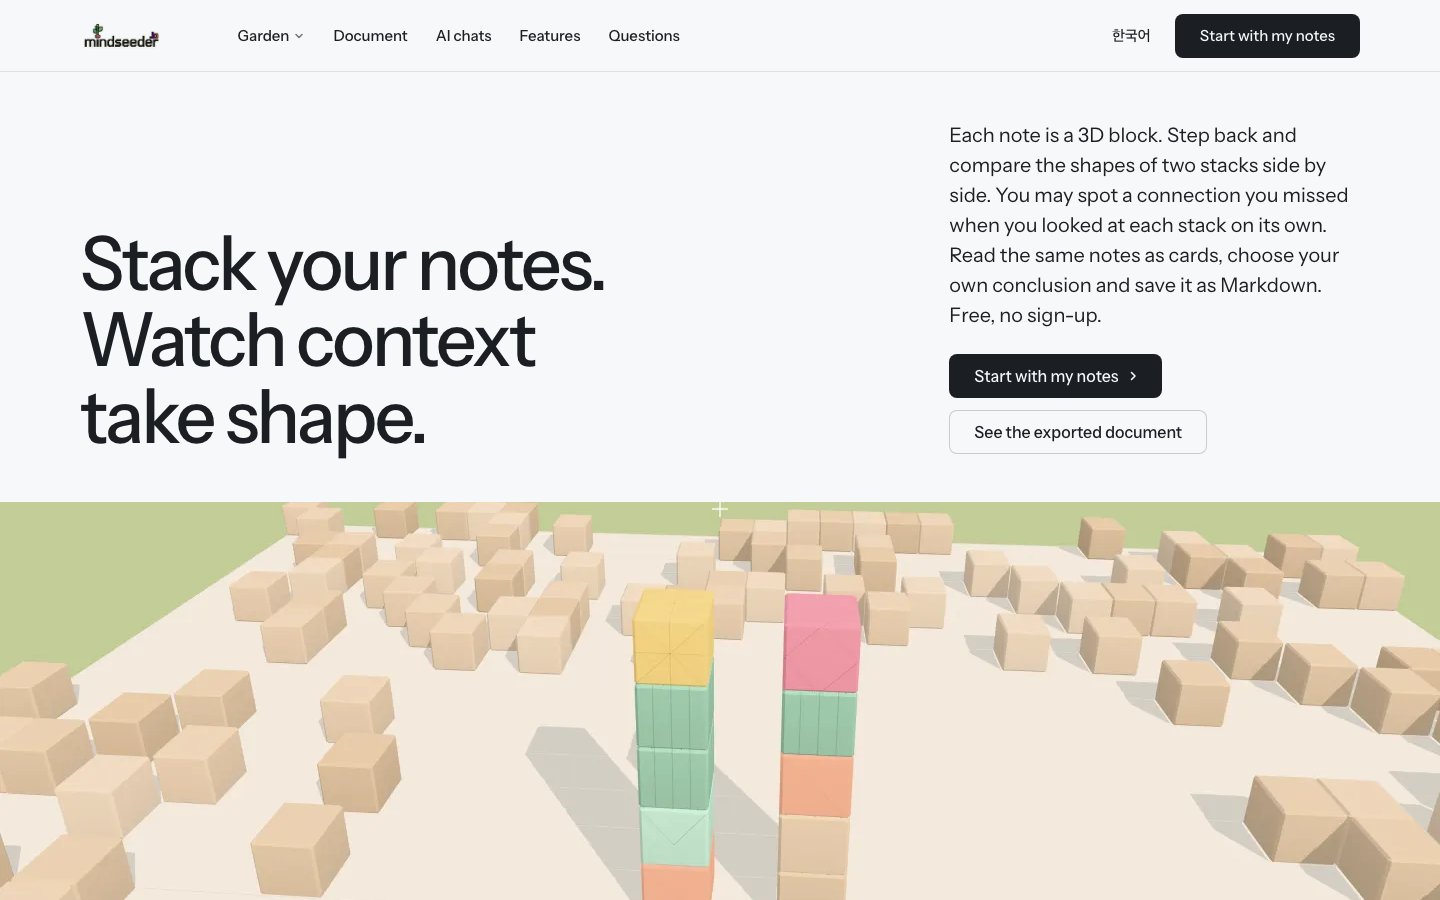 mindseeder
Garden
Document
AI chats
Features
Questions
한국어
Start with my notes
Stack your notes.
Watch context
take shape.
Each note is a 3D block. Step back and
compare the shapes of two stacks side by
side. You may spot a connection you missed
when you looked at each stack on its own.
Read the same notes as cards, choose your
own conclusion and save it as Markdown.
Free, no sign-up.
Start with my notes
See the exported document